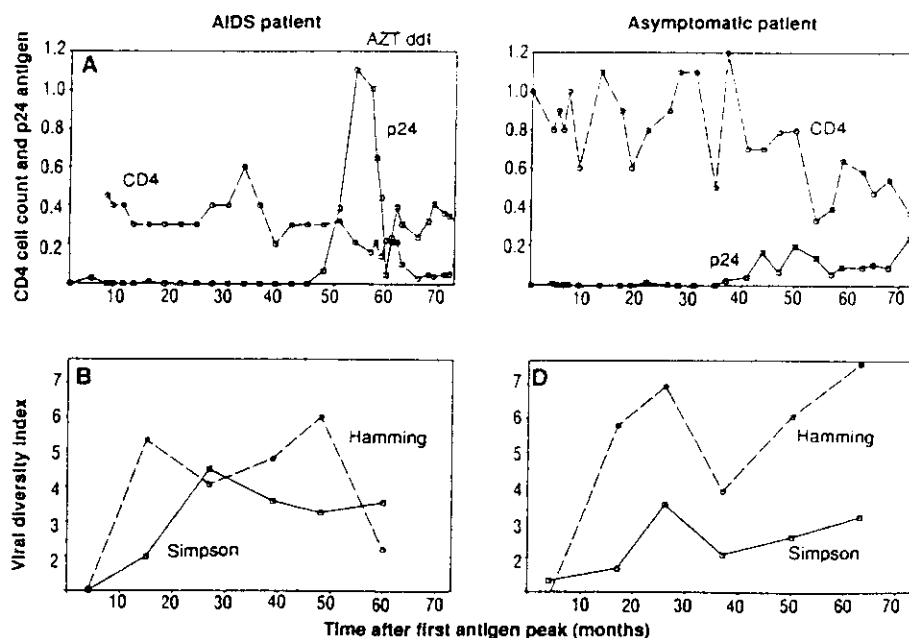 AIDS patient
Asymptomatic patient
AZT ddI
A
1.2
1.0
0.8
0.6
0.4
0.2
CD4
p24
10 20 30 40 50 60 70
CD4 cell count and p24 antigen
1.2
1.0
0.8
0.6
0.4
0.2
CD4
p24
10 20 30 40 50 60 70
B
7
6
5
4
3
2
Hamming
Simpson
10 20 30 40 50 60 70
Viral diversity index
D
7
6
5
4
3
2
Hamming
Simpson
10 20 30 40 50 60 70
Time after first antigen peak (months)